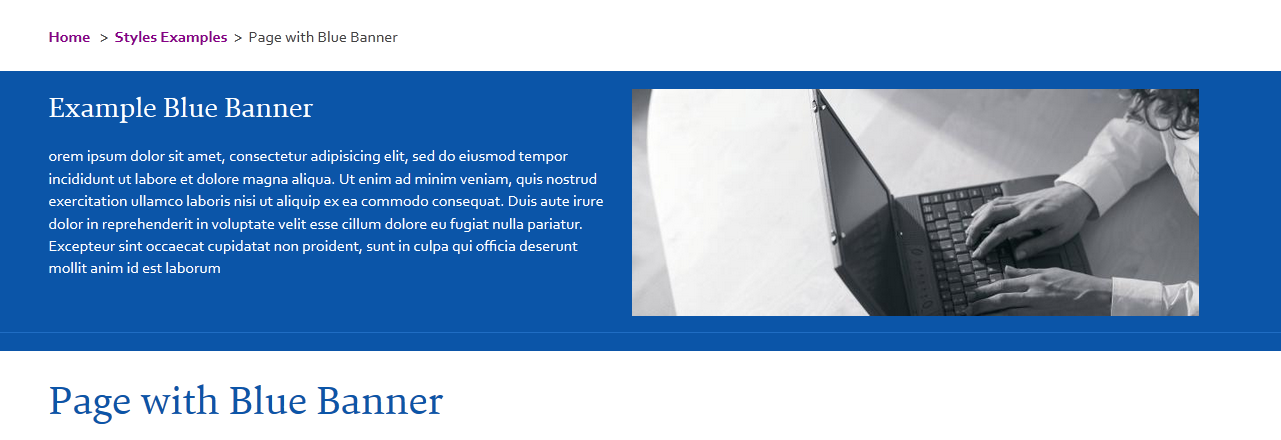 Home > Styles Examples > Page with Blue Banner
Example Blue Banner
orem ipsum dolor sit amet, consectetur adipisicing elit, sed do eiusmod tempor
incididunt ut labore et dolore magna aliqua. Ut enim ad minim veniam, quis nostrud
exercitation ullamco laboris nisi ut aliquip ex ea commodo consequat. Duis aute irure
dolor in reprehenderit in voluptate velit esse cillum dolore eu fugiat nulla pariatur.
Excepteur sint occaecat cupidatat non proident, sunt in culpa qui officia deserunt
mollit anim id est laborum
Page with Blue Banner